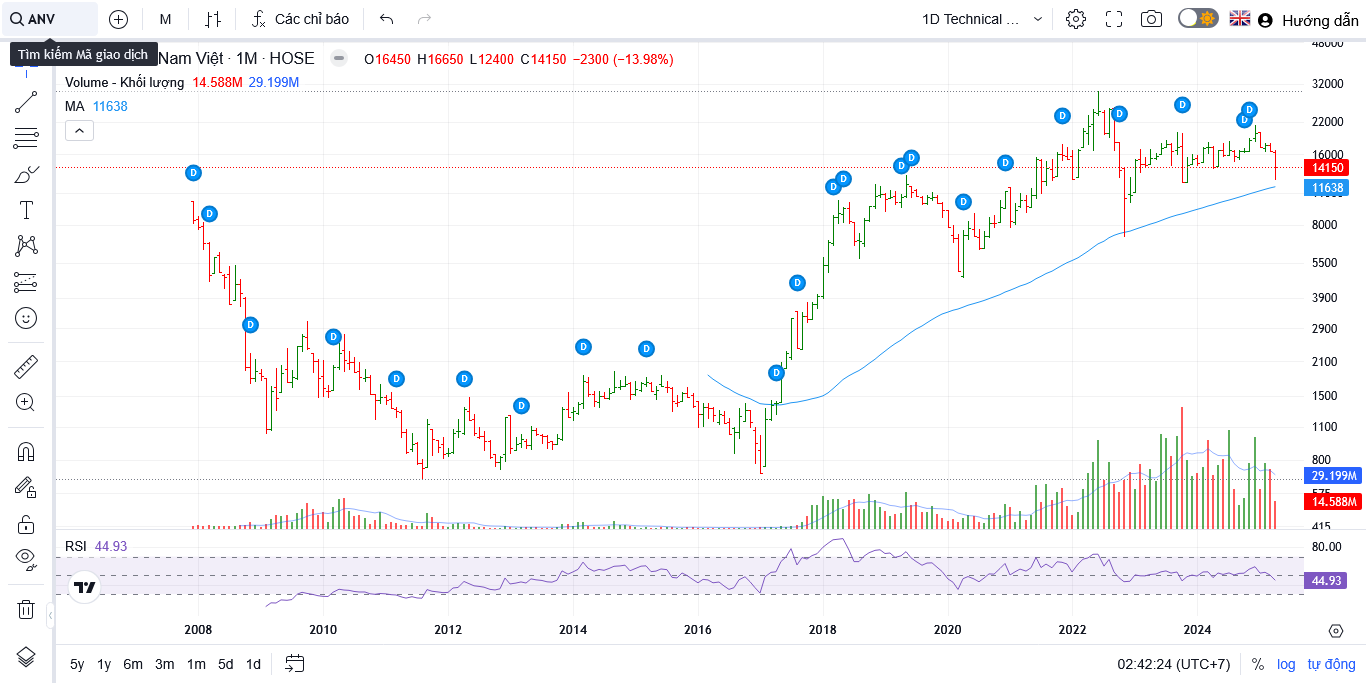 ANV M Các chỉ báo 1D Technical ... Hướng dẫn
Tìm kiếm Mã giao dịch
Nam Việt · 1M · HOSE O16450 H16650 L12400 C14150 −2300 (−13.98%)
Volume - Khối lượng 14.588M 29.199M
MA 11638
32000
22000
16000
14150
11638
8000
5500
3900
2900
2100
1500
1100
800
29.199M
14.588M
415
D D D D D D D D D D D D D D D D D D D D D D
RSI 44.93
80.00
44.93
2008 2010 2012 2014 2016 2018 2020 2022 2024
5y 1y 6m 3m 1m 5d 1d 02:42:24 (UTC+7) % log tự động